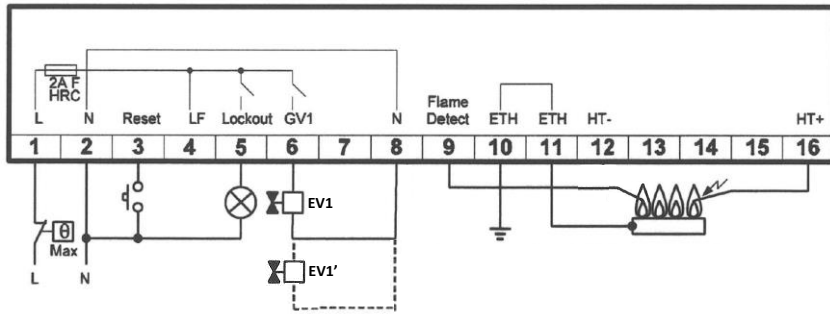 2A F
HRC
L N Reset LF Lockout GV1 N Flame Detect ETH ETH HT- HT+
1 2 3 4 5 6 7 8 9 10 11 12 13 14 15 16
EV1
θ
Max
EV1’
L N